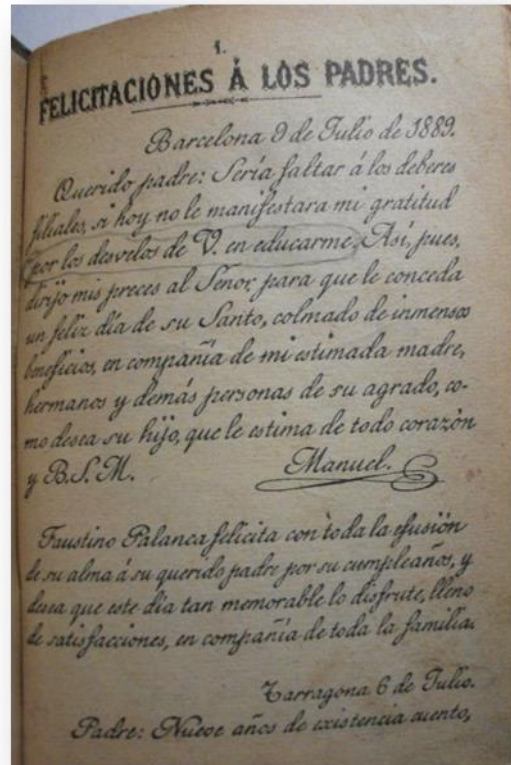 1.
FELICITACIONES Á LOS PADRES.
Barcelona 9 de Julio de 1889.
Querido padre: Sería faltar á los deberes
filiales, si hoy no le manifestara mi gratitud
por los desvelos de V. en educarme. Así, pues,
dirijo mis preces al Señor, para que le conceda
un feliz día de su Santo, colmado de inmensos
beneficios, en compañía de mi estimada madre,
hermanos y demás personas de su agrado, co-
mo desea su hijo, que le estima de todo corazón
y B.S.M. Manuel.
Faustino Palanca felicita con toda la efusión
de su alma á su querido padre por su cumpleaños, y
desea que este día tan memorable lo disfrute, lleno
de satisfacciones, en compañía de toda la familia.
Tarragona 6 de Julio.
Padre: Nueve años de existencia cuento,